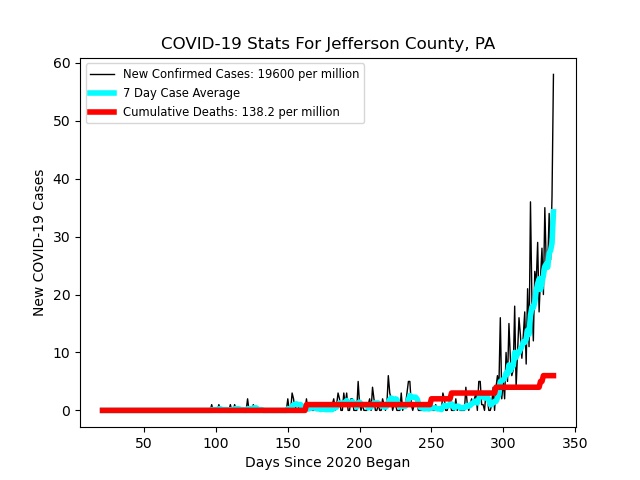 COVID-19 Stats For Jefferson County, PA
New Confirmed Cases: 19600 per million
7 Day Case Average
Cumulative Deaths: 138.2 per million
60
50
40
30
20
10
0
New COVID-19 Cases
50 100 150 200 250 300 350
Days Since 2020 Began